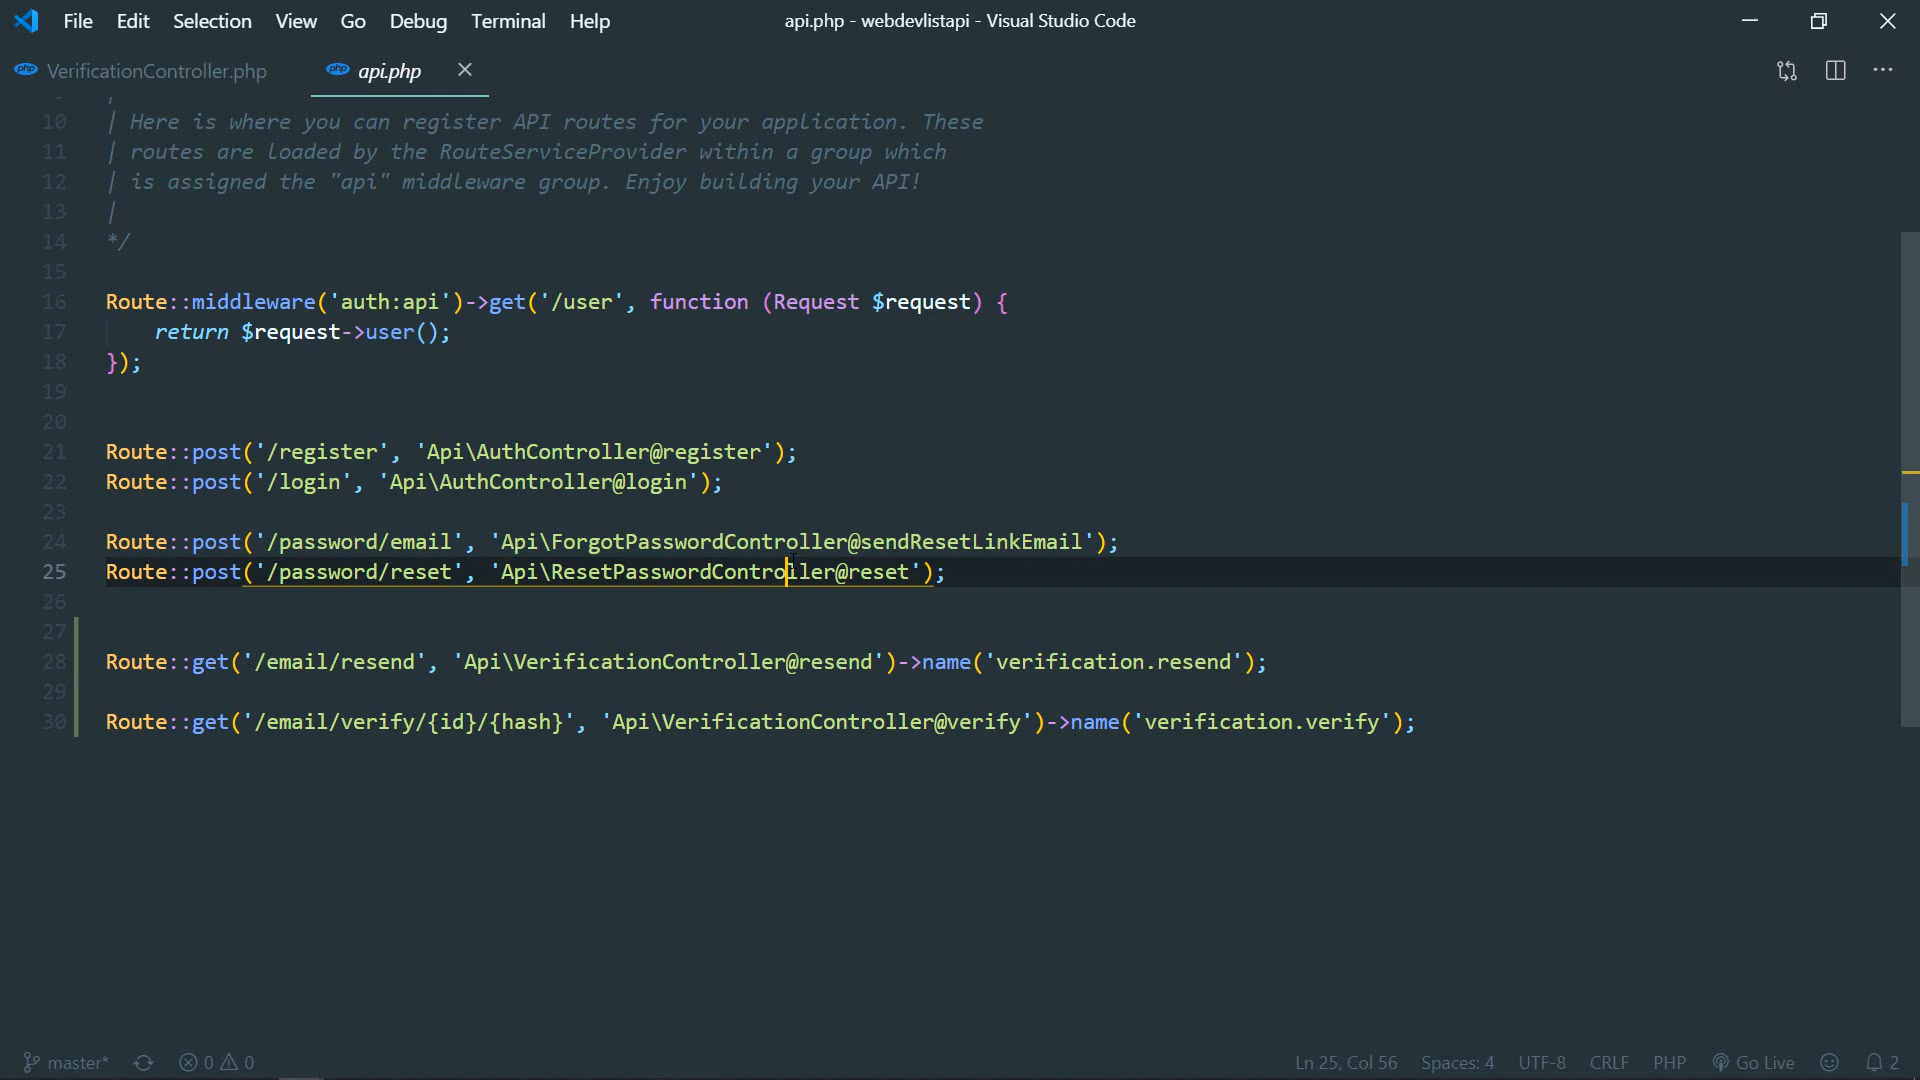 File Edit Selection View Go Debug Terminal Help api.php - webdevlistapi - Visual Studio Code
php VerificationController.php php api.php
10 | Here is where you can register API routes for your application. These
11 | routes are loaded by the RouteServiceProvider within a group which
12 | is assigned the "api" middleware group. Enjoy building your API!
13 |
14 */
15
16 Route::middleware('auth:api')->get('/user', function (Request $request) {
17 return $request->user();
18 });
19
20
21 Route::post('/register', 'Api\AuthController@register');
22 Route::post('/login', 'Api\AuthController@login');
23
24 Route::post('/password/email', 'Api\ForgotPasswordController@sendResetLinkEmail');
25 Route::post('/password/reset', 'Api\ResetPasswordController@reset');
26
27
28 Route::get('/email/resend', 'Api\VerificationController@resend')->name('verification.resend');
29
30 Route::get('/email/verify/{id}/{hash}', 'Api\VerificationController@verify')->name('verification.verify');
master* 0 0 Ln 25, Col 56 Spaces: 4 UTF-8 CRLF PHP Go Live 2